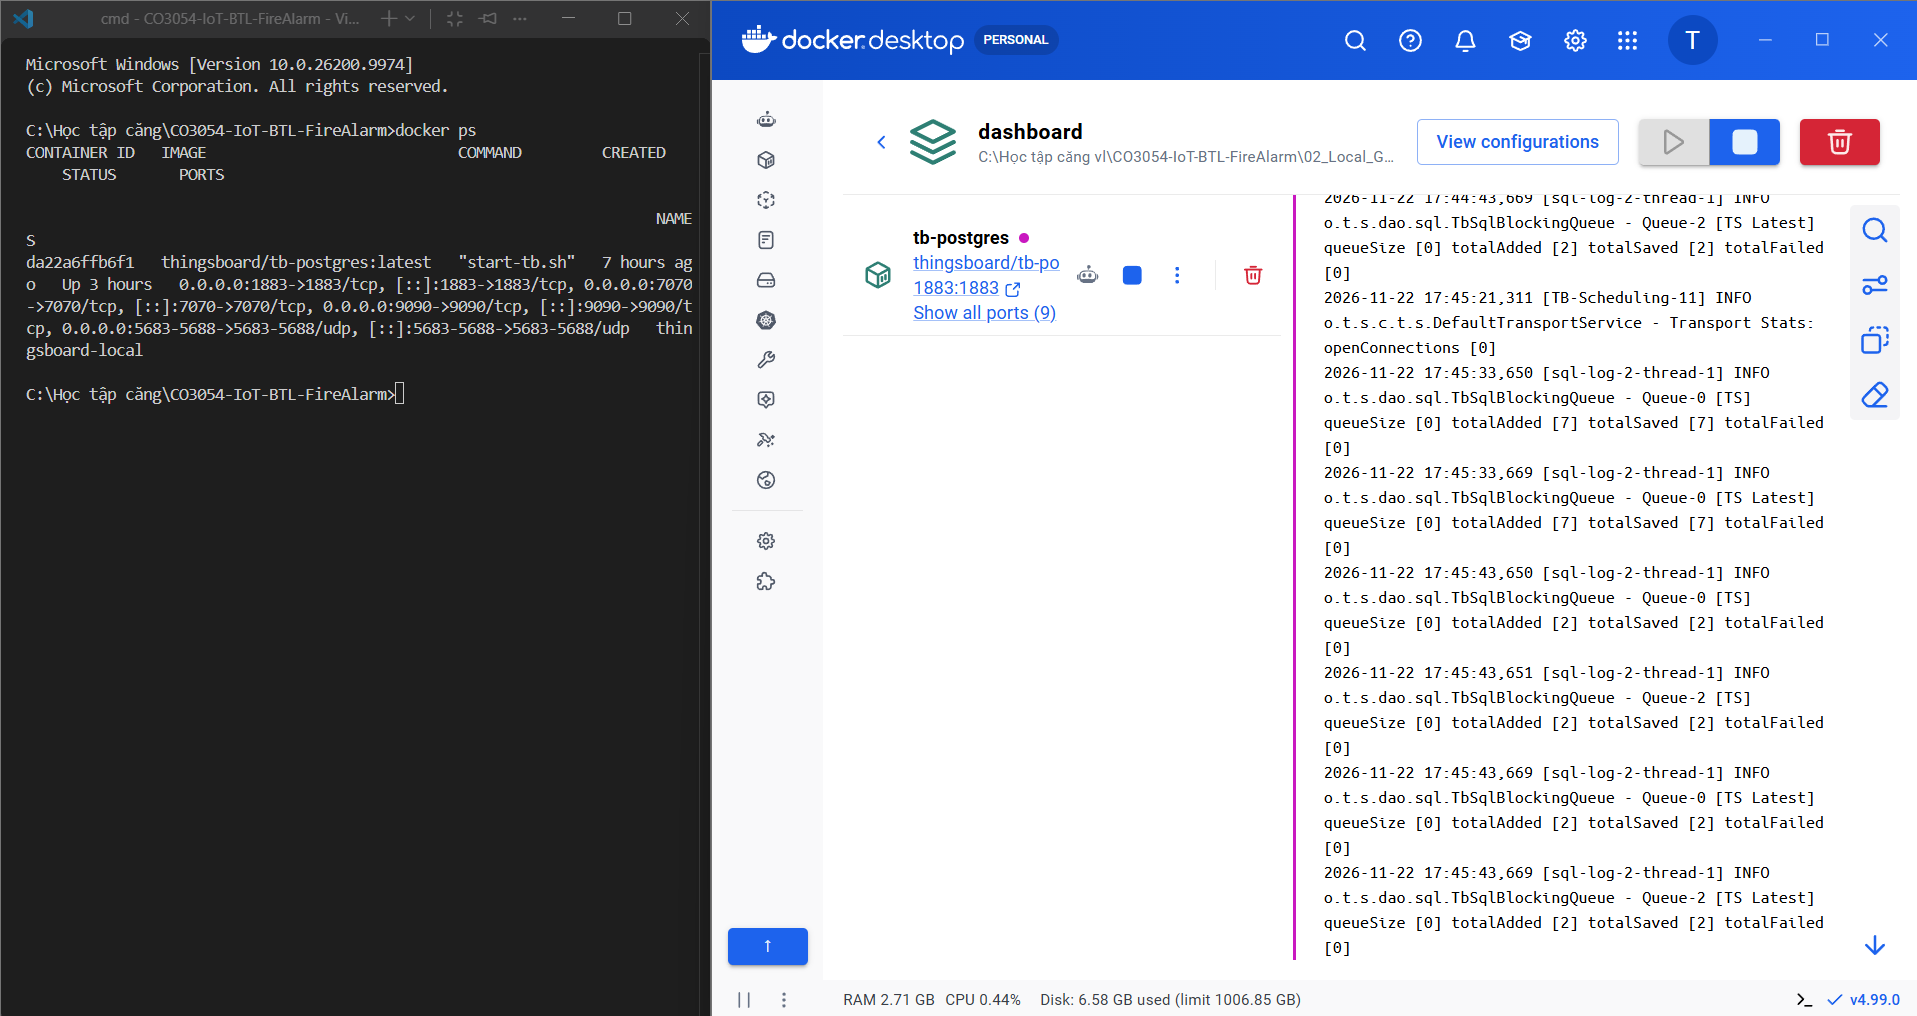 cmd - CO3054-IoT-BTL-FireAlarm - Vi...
Microsoft Windows [Version 10.0.26200.9974]
(c) Microsoft Corporation. All rights reserved.
C:\Học tập căng\CO3054-IoT-BTL-FireAlarm>docker ps
CONTAINER ID   IMAGE                            COMMAND         CREATED
    STATUS       PORTS
NAME
S
da22a6ffb6f1   thingsboard/tb-postgres:latest   "start-tb.sh"   7 hours ag
o   Up 3 hours   0.0.0.0:1883->1883/tcp, [::]:1883->1883/tcp, 0.0.0.0:7070
->7070/tcp, [::]:7070->7070/tcp, 0.0.0.0:9090->9090/tcp, [::]:9090->9090/t
cp, 0.0.0.0:5683-5688->5683-5688/udp, [::]:5683-5688->5683-5688/udp   thin
gsboard-local
C:\Học tập căng\CO3054-IoT-BTL-FireAlarm>
docker.desktop PERSONAL
T
dashboard
C:\Học tập căng vl\CO3054-IoT-BTL-FireAlarm\02_Local_G...
View configurations
tb-postgres
thingsboard/tb-po
1883:1883
Show all ports (9)
2026-11-22 17:44:43,669 [sql-log-2-thread-1] INFO
o.t.s.dao.sql.TbSqlBlockingQueue - Queue-2 [TS Latest]
queueSize [0] totalAdded [2] totalSaved [2] totalFailed
[0]
2026-11-22 17:45:21,311 [TB-Scheduling-11] INFO
o.t.s.c.t.s.DefaultTransportService - Transport Stats:
openConnections [0]
2026-11-22 17:45:33,650 [sql-log-2-thread-1] INFO
o.t.s.dao.sql.TbSqlBlockingQueue - Queue-0 [TS]
queueSize [0] totalAdded [7] totalSaved [7] totalFailed
[0]
2026-11-22 17:45:33,669 [sql-log-2-thread-1] INFO
o.t.s.dao.sql.TbSqlBlockingQueue - Queue-0 [TS Latest]
queueSize [0] totalAdded [7] totalSaved [7] totalFailed
[0]
2026-11-22 17:45:43,650 [sql-log-2-thread-1] INFO
o.t.s.dao.sql.TbSqlBlockingQueue - Queue-0 [TS]
queueSize [0] totalAdded [2] totalSaved [2] totalFailed
[0]
2026-11-22 17:45:43,651 [sql-log-2-thread-1] INFO
o.t.s.dao.sql.TbSqlBlockingQueue - Queue-2 [TS]
queueSize [0] totalAdded [2] totalSaved [2] totalFailed
[0]
2026-11-22 17:45:43,669 [sql-log-2-thread-1] INFO
o.t.s.dao.sql.TbSqlBlockingQueue - Queue-0 [TS Latest]
queueSize [0] totalAdded [2] totalSaved [2] totalFailed
[0]
2026-11-22 17:45:43,669 [sql-log-2-thread-1] INFO
o.t.s.dao.sql.TbSqlBlockingQueue - Queue-2 [TS Latest]
queueSize [0] totalAdded [2] totalSaved [2] totalFailed
[0]
RAM 2.71 GB CPU 0.44% Disk: 6.58 GB used (limit 1006.85 GB)
v4.99.0